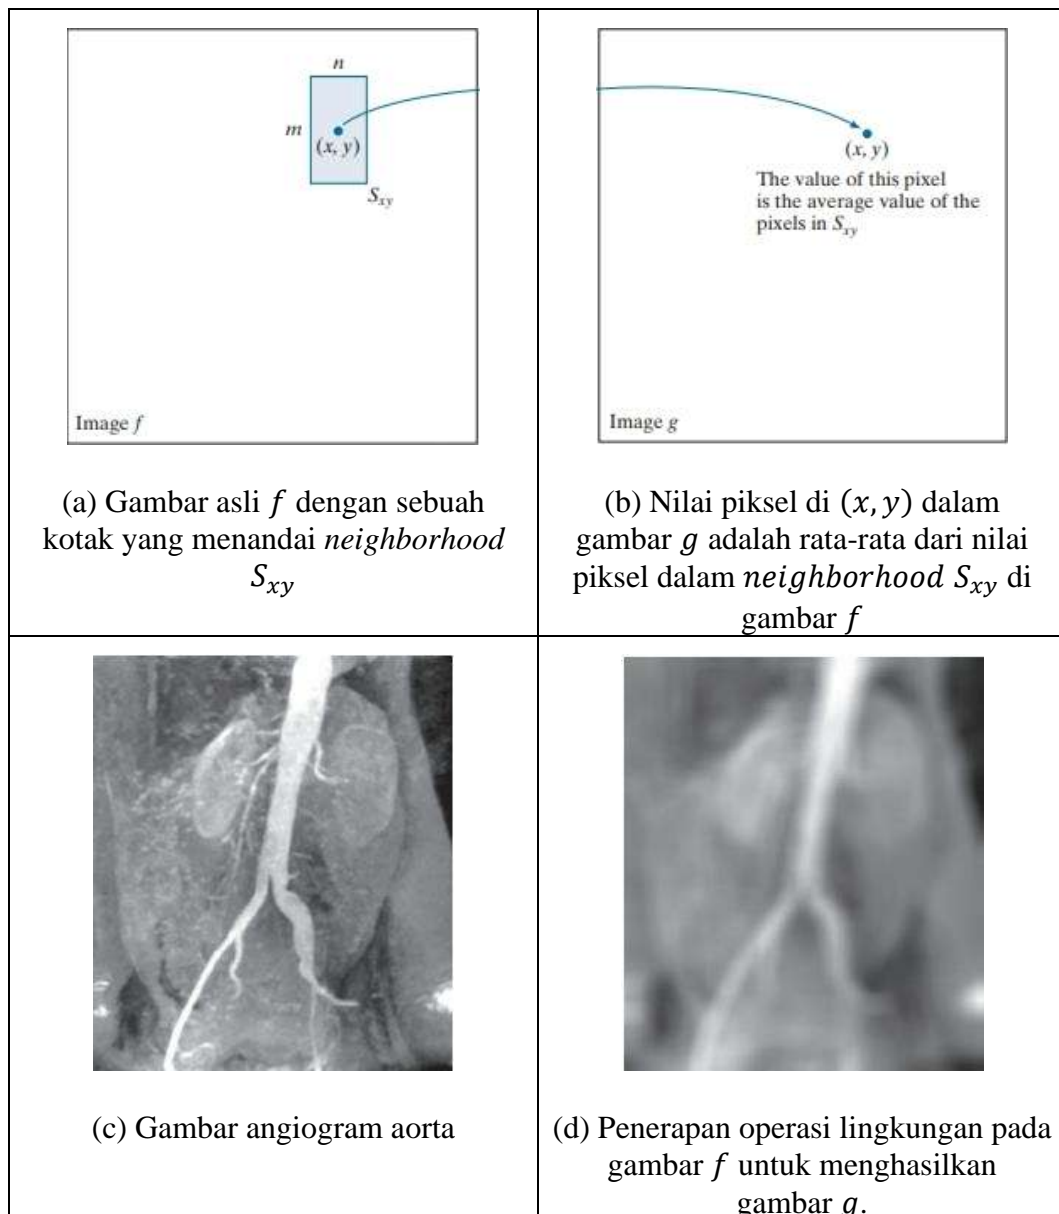 n
m
(x, y)
S_xy
Image f
(x, y)
The value of this pixel
is the average value of the
pixels in S_xy
Image g
(a) Gambar asli f dengan sebuah
kotak yang menandai neighborhood
S_xy
(b) Nilai piksel di (x, y) dalam
gambar g adalah rata-rata dari nilai
piksel dalam neighborhood S_xy di
gambar f
(c) Gambar angiogram aorta
(d) Penerapan operasi lingkungan pada
gambar f untuk menghasilkan
gambar g.